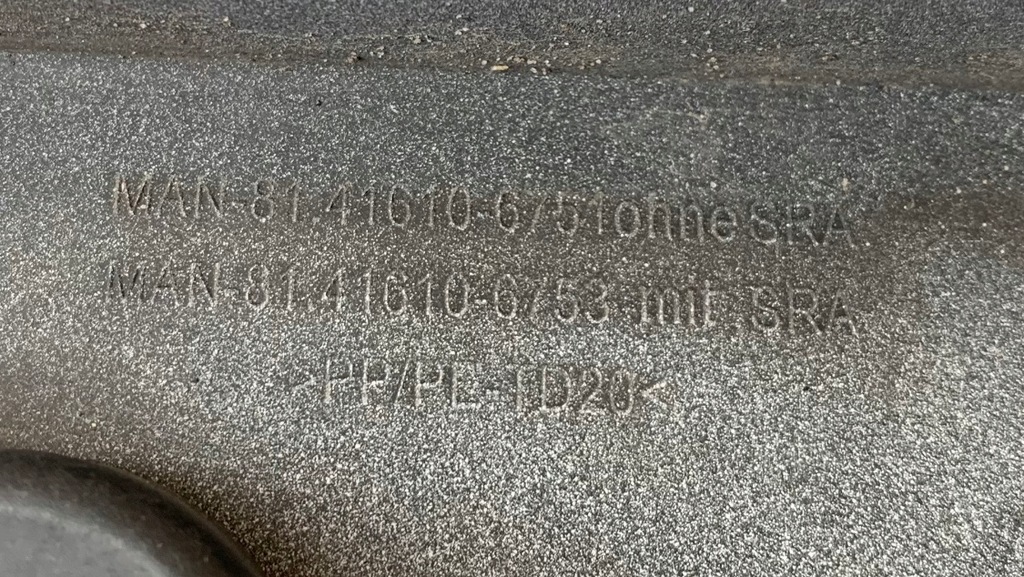 MAN-81.41610-6751ohne SRA.
MAN-81.41610-6753 mit SRA
>PP/PE-TD20<